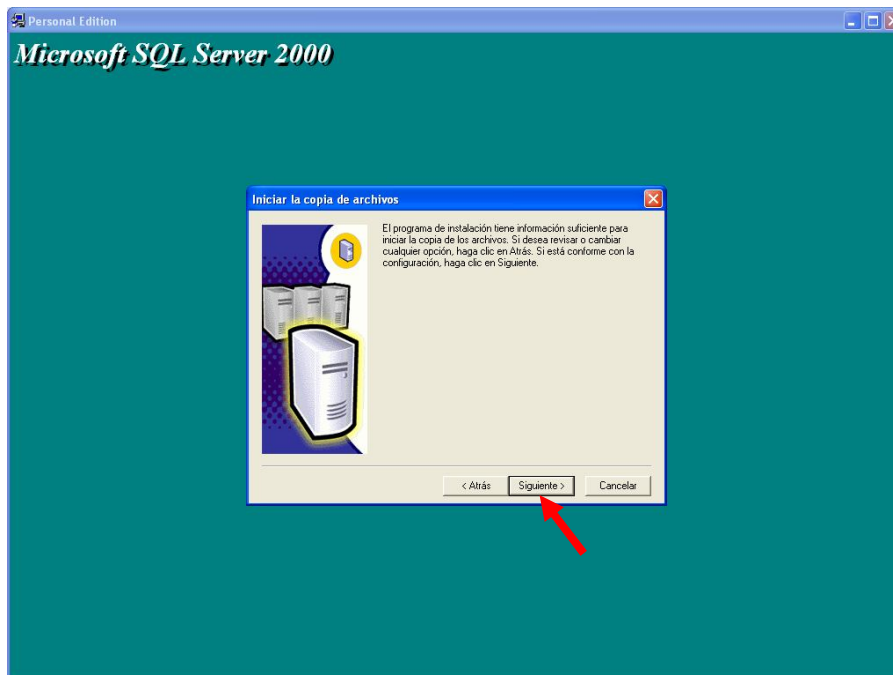 Personal Edition
Microsoft SQL Server 2000
Iniciar la copia de archivos
El programa de instalación tiene información suficiente para
iniciar la copia de los archivos. Si desea revisar o cambiar
cualquier opción, haga clic en Atrás. Si está conforme con la
configuración, haga clic en Siguiente.
< Atrás Siguiente > Cancelar